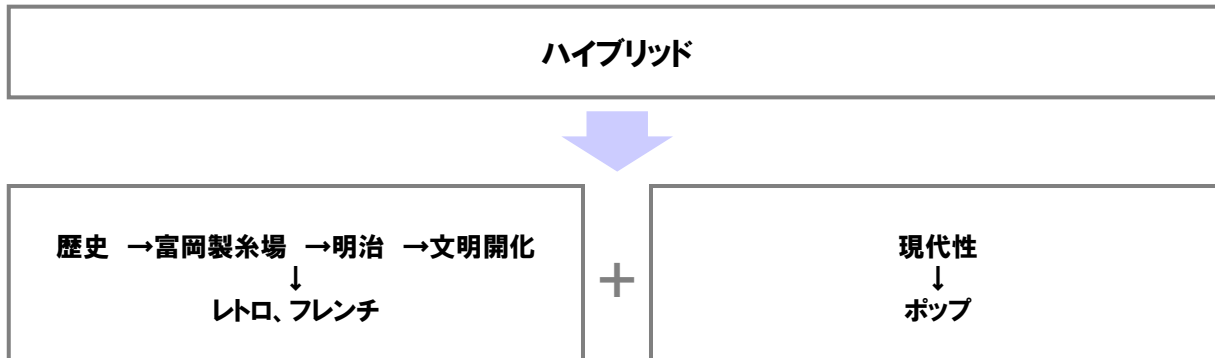 ハイブリッド
歴史　→富岡製糸場　→明治　→文明開化
↓
レトロ、フレンチ
＋
現代性
↓
ポップ